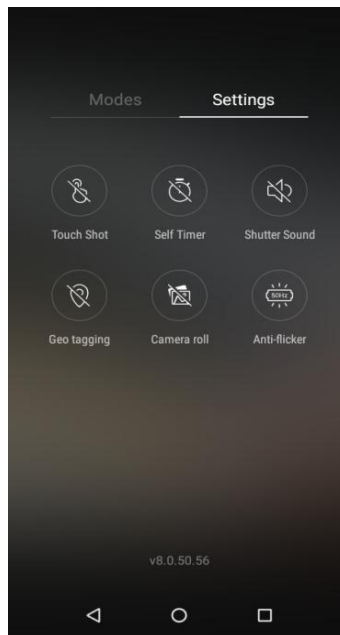 Modes Settings
Touch Shot Self Timer Shutter Sound
50Hz
Geo tagging Camera roll Anti-flicker
v8.0.50.56